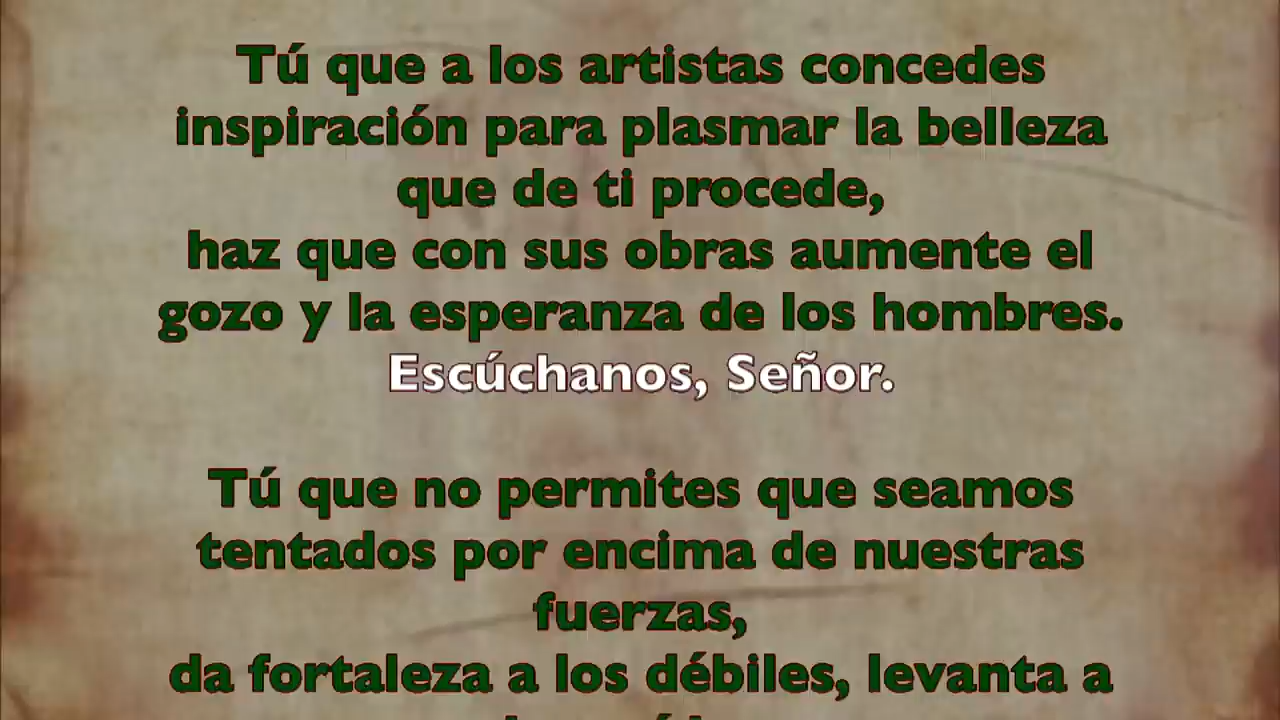 Tú que a los artistas concedes
inspiración para plasmar la belleza
que de ti procede,
haz que con sus obras aumente el
gozo y la esperanza de los hombres.
Escúchanos, Señor.
Tú que no permites que seamos
tentados por encima de nuestras
fuerzas,
da fortaleza a los débiles, levanta a